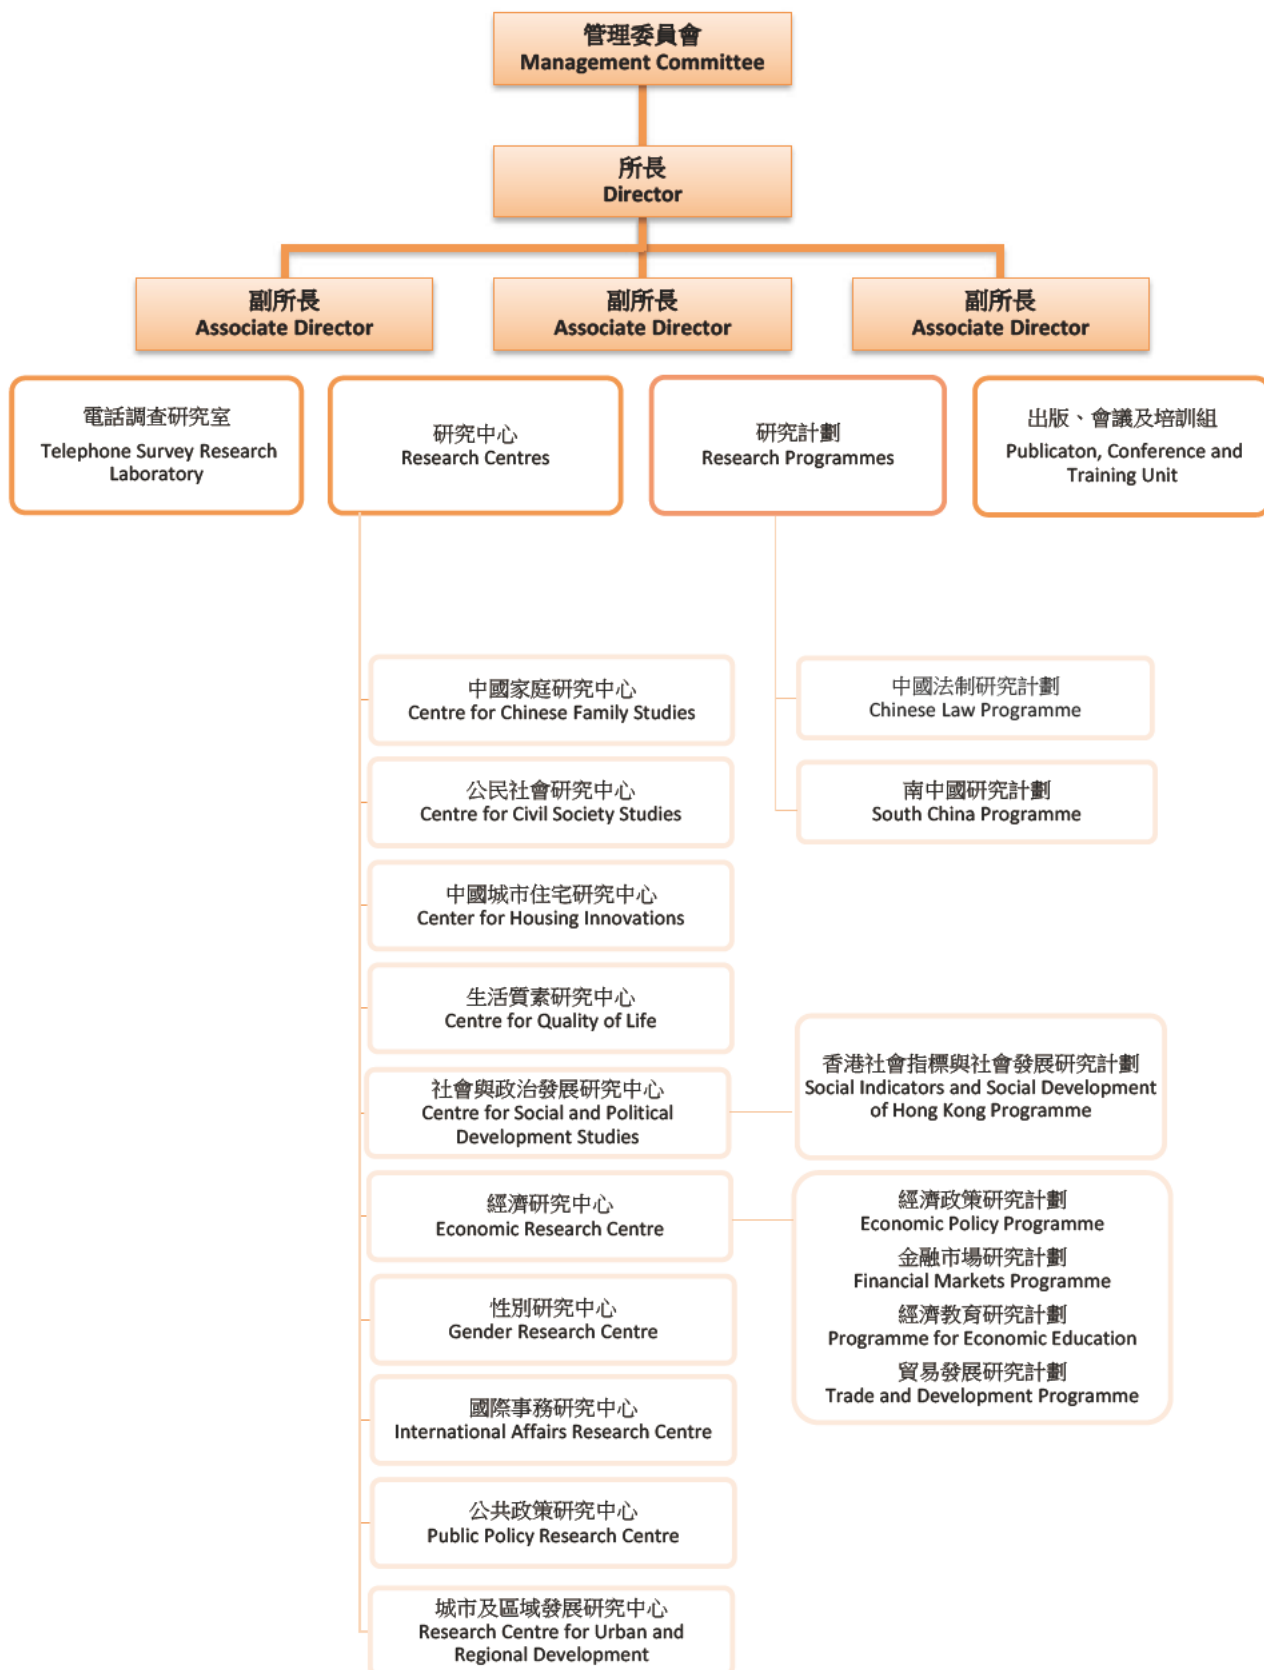 管理委員會
Management Committee
所長
Director
副所長
Associate Director
副所長
Associate Director
副所長
Associate Director
電話調查研究室
Telephone Survey Research
Laboratory
研究中心
Research Centres
研究計劃
Research Programmes
出版、會議及培訓組
Publicaton, Conference and
Training Unit
中國家庭研究中心
Centre for Chinese Family Studies
公民社會研究中心
Centre for Civil Society Studies
中國城市住宅研究中心
Center for Housing Innovations
生活質素研究中心
Centre for Quality of Life
社會與政治發展研究中心
Centre for Social and Political
Development Studies
經濟研究中心
Economic Research Centre
性別研究中心
Gender Research Centre
國際事務研究中心
International Affairs Research Centre
公共政策研究中心
Public Policy Research Centre
城市及區域發展研究中心
Research Centre for Urban and
Regional Development
中國法制研究計劃
Chinese Law Programme
南中國研究計劃
South China Programme
香港社會指標與社會發展研究計劃
Social Indicators and Social Development
of Hong Kong Programme
經濟政策研究計劃
Economic Policy Programme
金融市場研究計劃
Financial Markets Programme
經濟教育研究計劃
Programme for Economic Education
貿易發展研究計劃
Trade and Development Programme